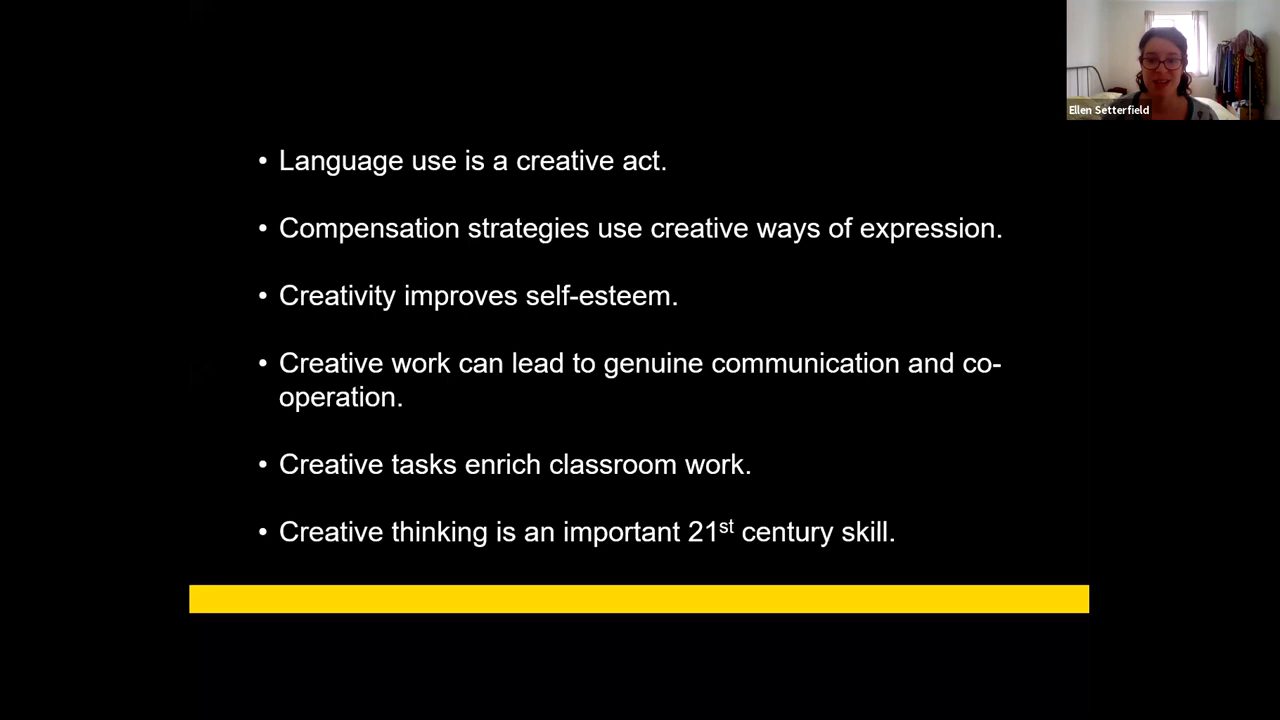 Ellen Setterfield
• Language use is a creative act.
• Compensation strategies use creative ways of expression.
• Creativity improves self-esteem.
• Creative work can lead to genuine communication and co-
operation.
• Creative tasks enrich classroom work.
• Creative thinking is an important 21st century skill.